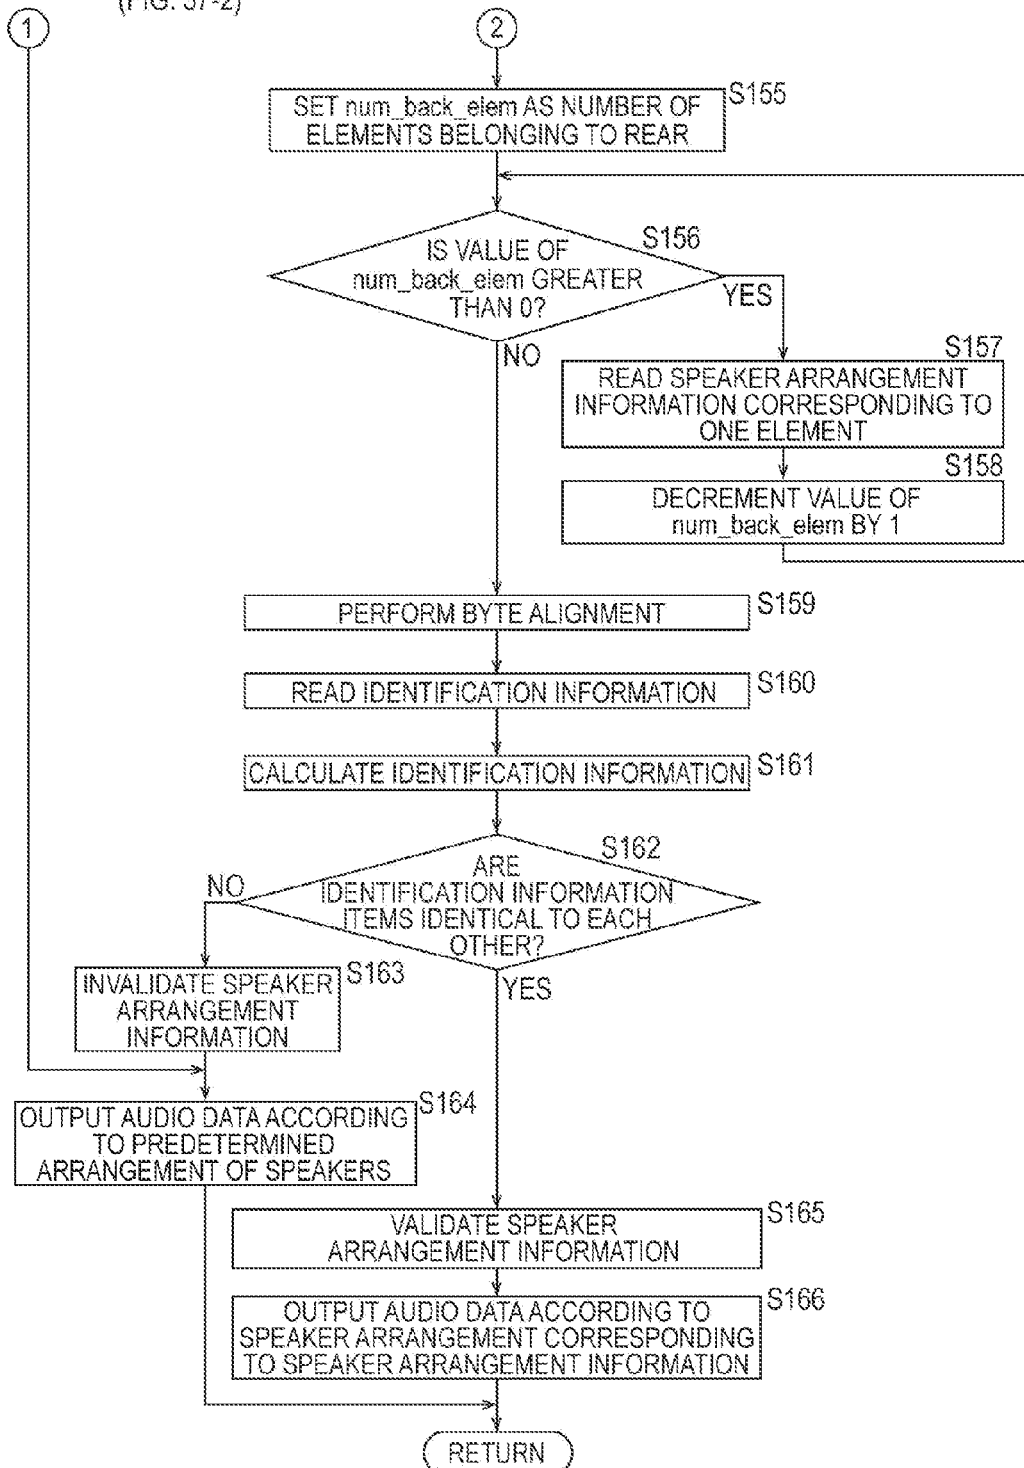 (FIG. 37-2)
1
2
S155
SET num_back_elem AS NUMBER OF
ELEMENTS BELONGING TO REAR
S156
IS VALUE OF
num_back_elem GREATER
THAN 0?
YES
NO
S157
READ SPEAKER ARRANGEMENT
INFORMATION CORRESPONDING TO
ONE ELEMENT
S158
DECREMENT VALUE OF
num_back_elem BY 1
S159
PERFORM BYTE ALIGNMENT
S160
READ IDENTIFICATION INFORMATION
S161
CALCULATE IDENTIFICATION INFORMATION
S162
ARE
IDENTIFICATION INFORMATION
ITEMS IDENTICAL TO EACH
OTHER?
NO
YES
S163
INVALIDATE SPEAKER
ARRANGEMENT
INFORMATION
S164
OUTPUT AUDIO DATA ACCORDING
TO PREDETERMINED
ARRANGEMENT OF SPEAKERS
S165
VALIDATE SPEAKER
ARRANGEMENT INFORMATION
S166
OUTPUT AUDIO DATA ACCORDING TO
SPEAKER ARRANGEMENT CORRESPONDING
TO SPEAKER ARRANGEMENT INFORMATION
RETURN